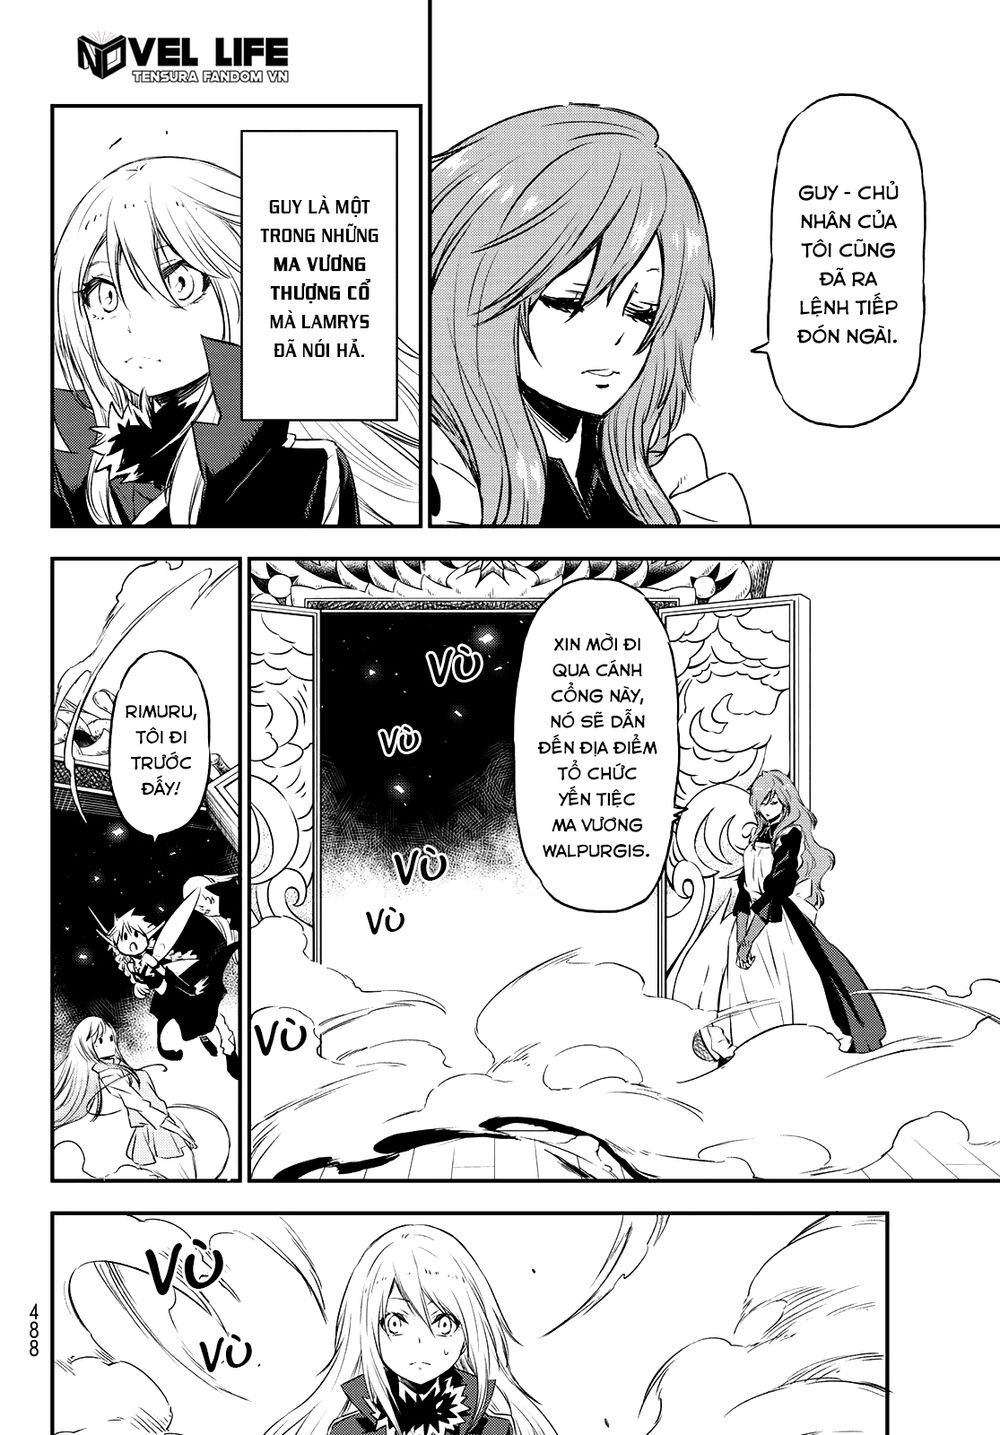 NOVEL LIFE
TENSURA FANDOM VN
GUY - CHỦ
NHÂN CỦA
TÔI CŨNG
ĐÃ RA
LỆNH TIẾP
ĐÓN NGÀI.
GUY LÀ MỘT
TRONG NHỮNG
MA VƯƠNG
THƯỢNG CỔ
MÀ LAMRYS
ĐÃ NÓI HẢ.
XIN MỜI ĐI
QUA CÁNH
CỔNG NÀY,
NÓ SẼ DẪN
ĐẾN ĐỊA ĐIỂM
TỔ CHỨC
YẾN TIỆC
MA VƯƠNG
WALPURGIS.
VÙ
VÙ
VÙ
VÙ
VÙ
RIMURU,
TÔI ĐI
TRƯỚC
ĐẤY!
VÙ
VÙ
488